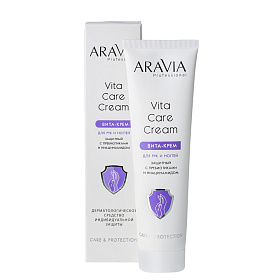 ARAVIA
Professional
Vita
Care
Cream
ВИТА-КРЕМ
ДЛЯ РУК И НОГТЕЙ
ЗАЩИТНЫЙ
С ПРЕБИОТИКАМИ
И НИАЦИНАМИДОМ
ДЕРМАТОЛОГИЧЕСКОЕ
СРЕДСТВО
ИНДИВИДУАЛЬНОЙ
ЗАЩИТЫ
CARE & PROTECTION
ARAVIA
Professional
Vita
Care
Cream
ВИТА-КРЕМ
ДЛЯ РУК И НОГТЕЙ
ЗАЩИТНЫЙ
С ПРЕБИОТИКАМИ
И НИАЦИНАМИДОМ